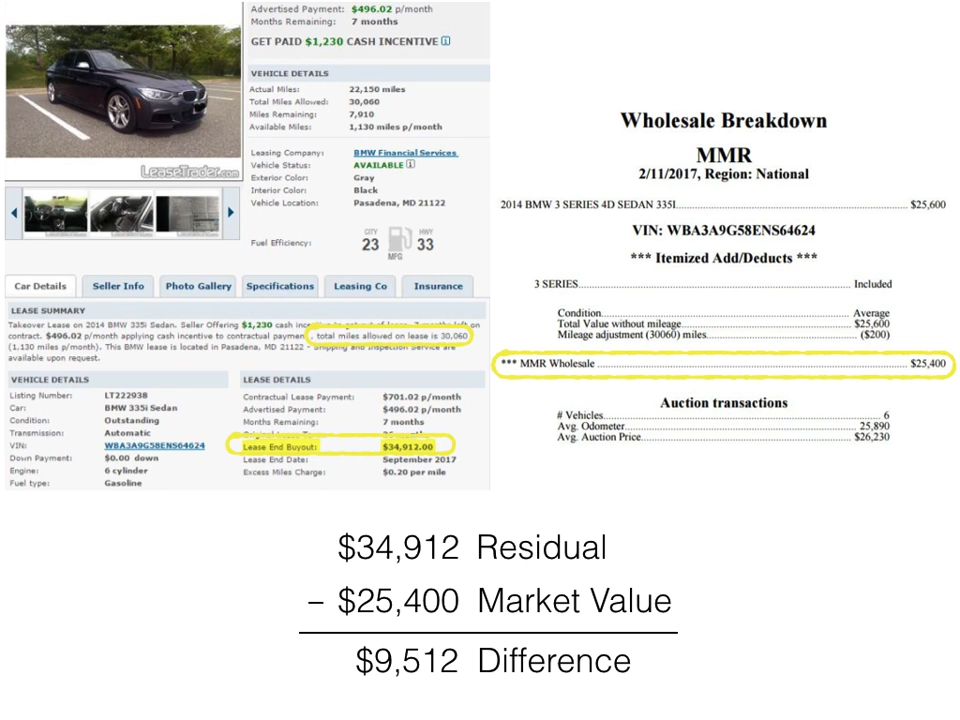 Advertised Payment: $496.02 p/month
Months Remaining: 7 months
GET PAID $1,230 CASH INCENTIVE
VEHICLE DETAILS
Actual Miles: 22,150 miles
Total Miles Allowed: 30,060
Miles Remaining: 7,910
Available Miles: 1,130 miles p/month
Leasing Company: BMW Financial Services
Vehicle Status: AVAILABLE
Exterior Color: Gray
Interior Color: Black
Vehicle Location: Pasadena, MD 21122
Fuel Efficiency: CITY 23 MPG HWY 33
LeaseTrader.com
Car Details Seller Info Photo Gallery Specifications Leasing Co Insurance
LEASE SUMMARY
Takeover Lease on 2014 BMW 335i Sedan. Seller Offering $1,230 cash on
contract. $496.02 p/month applying cash incentive to contractual payment, total miles allowed on lease is 30,060
(1,130 miles p/month). This BMW lease is located in Pasadena, MD 21122 - Shipping and Inspection Service are
available upon request.
VEHICLE DETAILS
Listing Number: LT222938
Car: BMW 335i Sedan
Condition: Outstanding
Transmission: Automatic
VIN: WBA3A9G58ENS64624
Down Payment: $0.00 down
Engine: 6 cylinder
Fuel type: Gasoline
LEASE DETAILS
Contractual Lease Payment: $701.02 p/month
Advertised Payment: $496.02 p/month
Months Remaining: 7 months
Lease End Buyout: $34,912.00
Lease End Date: September 2017
Excess Miles Charge: $0.20 per mile
Wholesale Breakdown
MMR
2/11/2017, Region: National
2014 BMW 3 SERIES 4D SEDAN 335I $25,600
VIN: WBA3A9G58ENS64624
*** Itemized Add/Deducts ***
3 SERIES Included
Condition Average
Total Value without mileage $25,600
Mileage adjustment (30060) miles ($200)
*** MMR Wholesale $25,400
Auction transactions
# Vehicles 6
Avg. Odometer 25,890
Avg. Auction Price $26,230
$34,912 Residual
– $25,400 Market Value
$9,512 Difference